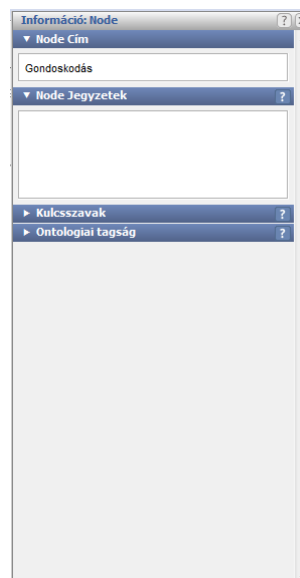 Információ: Node
?
▼ Node Cím
Gondoskodás
▼ Node Jegyzetek
?
► Kulcsszavak
?
► Ontologiai tagság
?